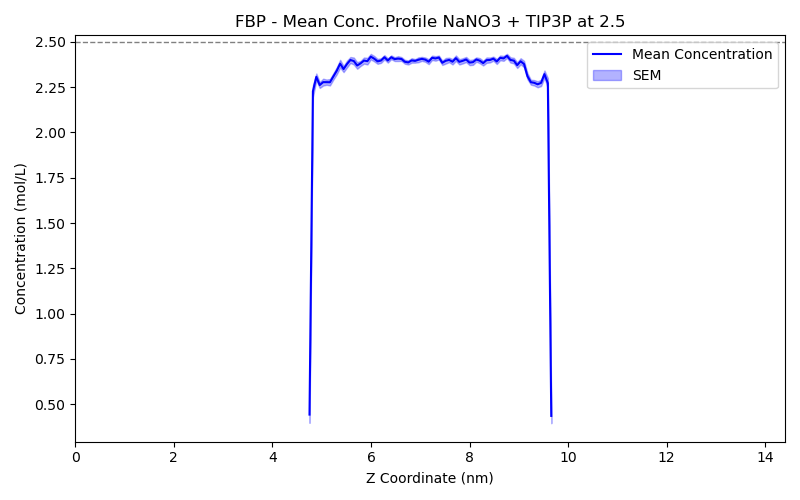 FBP - Mean Conc. Profile NaNO3 + TIP3P at 2.5
2.50
2.25
2.00
1.75
1.50
1.25
1.00
0.75
0.50
Concentration (mol/L)
Mean Concentration
SEM
0 2 4 6 8 10 12 14
Z Coordinate (nm)